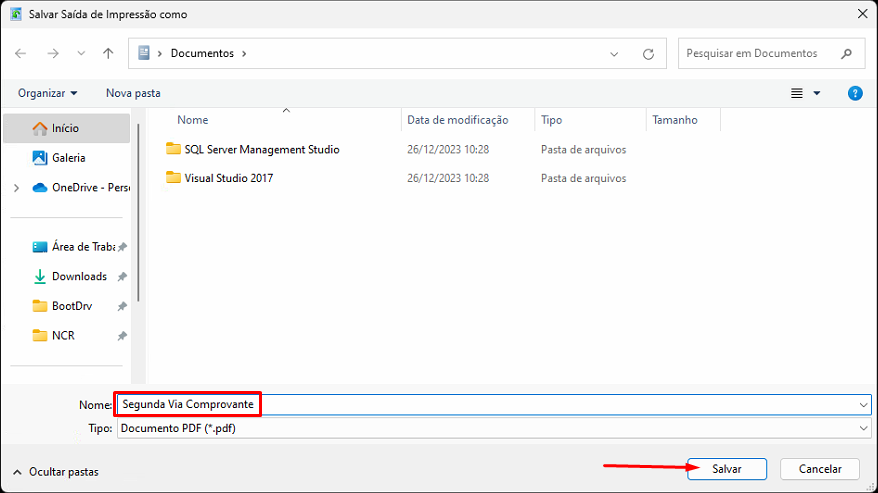 Salvar Saída de Impressão como
Documentos
Pesquisar em Documentos
Organizar
Nova pasta
Nome
Data de modificação
Tipo
Tamanho
Início
Galeria
OneDrive - Pers
Área de Traba
Downloads
BootDrv
NCR
SQL Server Management Studio 26/12/2023 10:28 Pasta de arquivos
Visual Studio 2017 26/12/2023 10:28 Pasta de arquivos
Nome: Segunda Via Comprovante
Tipo: Documento PDF (*.pdf)
Ocultar pastas
Salvar
Cancelar